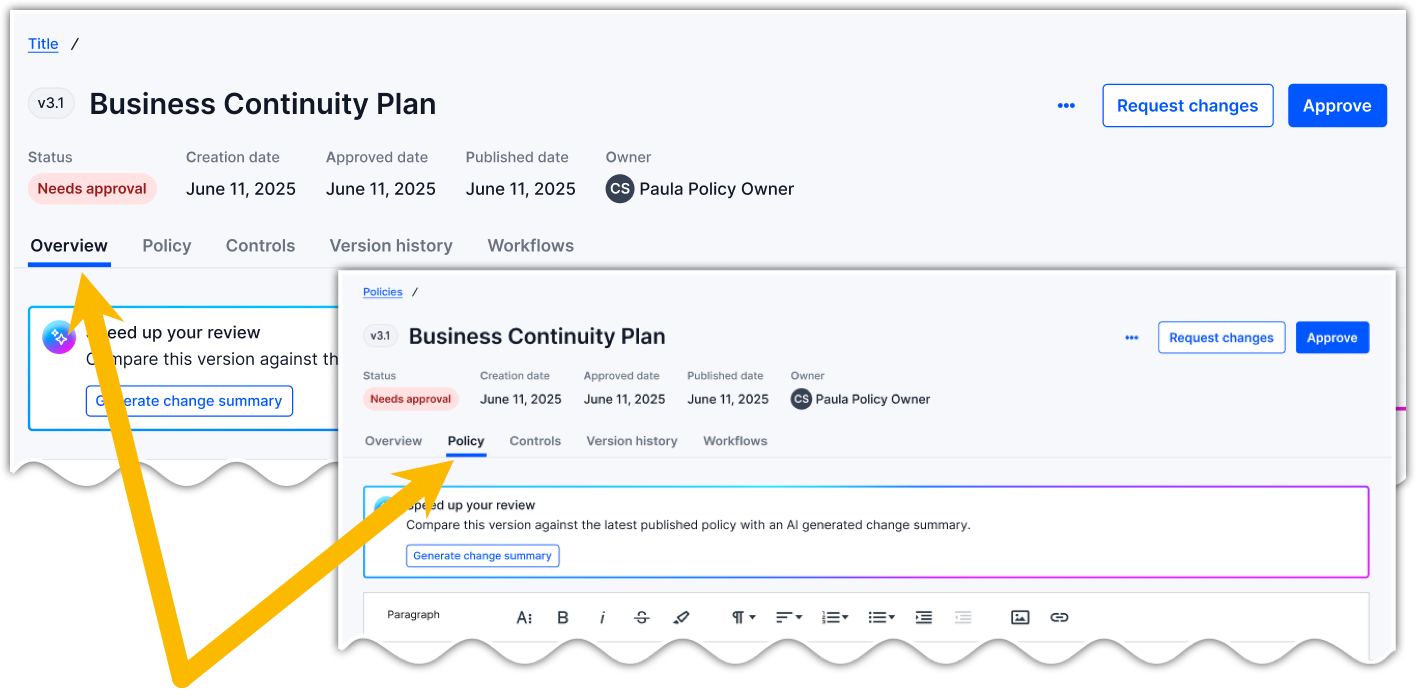 Title /
v3.1 Business Continuity Plan ••• Request changes Approve
Status Creation date Approved date Published date Owner
Needs approval June 11, 2025 June 11, 2025 June 11, 2025 CS Paula Policy Owner
Overview Policy Controls Version history Workflows
Speed up your review
Compare this version against th
Generate change summary
Policies /
v3.1 Business Continuity Plan ••• Request changes Approve
Status Creation date Approved date Published date Owner
Needs approval June 11, 2025 June 11, 2025 June 11, 2025 CS Paula Policy Owner
Overview Policy Controls Version history Workflows
Speed up your review
Compare this version against the latest published policy with an AI generated change summary.
Generate change summary
Paragraph